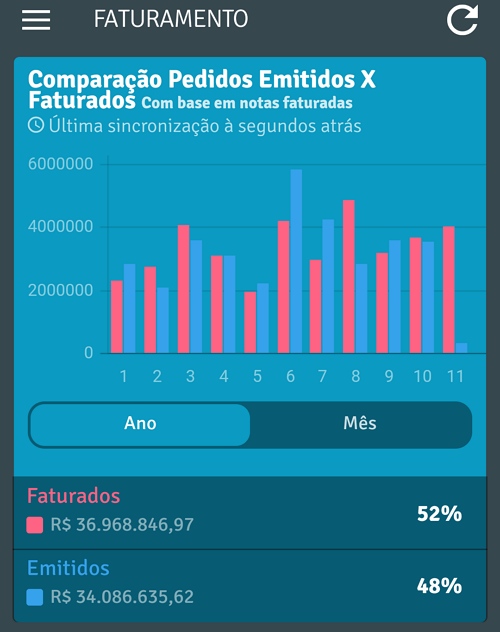 FATURAMENTO
Comparação Pedidos Emitidos X
Faturados Com base em notas faturadas
Última sincronização à segundos atrás
6000000
4000000
2000000
0
1 2 3 4 5 6 7 8 9 10 11
Ano Mês
Faturados
R$ 36.968.846,97 52%
Emitidos
R$ 34.086.635,62 48%